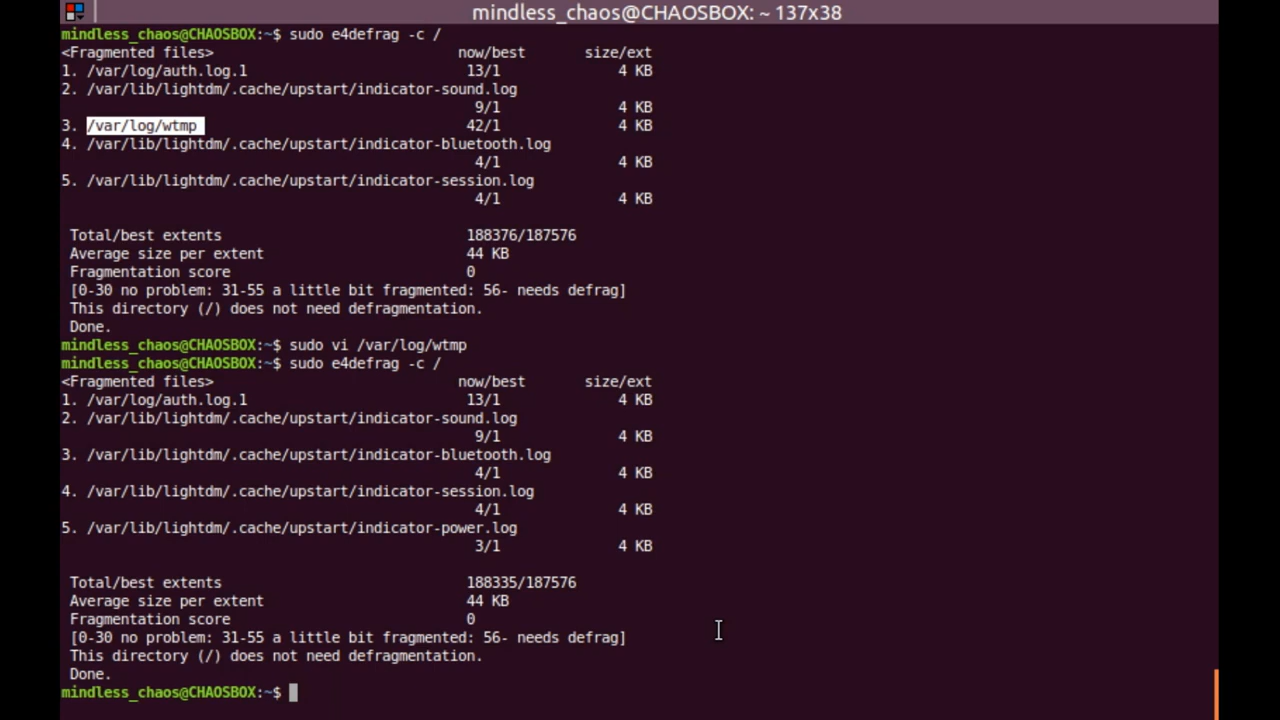 mindless_chaos@CHAOSBOX: ~ 137x38
mindless_chaos@CHAOSBOX:~$ sudo e4defrag -c /
<Fragmented files>                             now/best       size/ext
1. /var/log/auth.log.1                          13/1              4 KB
2. /var/lib/lightdm/.cache/upstart/indicator-sound.log
                                                 9/1              4 KB
3. /var/log/wtmp                                42/1              4 KB
4. /var/lib/lightdm/.cache/upstart/indicator-bluetooth.log
                                                 4/1              4 KB
5. /var/lib/lightdm/.cache/upstart/indicator-session.log
                                                 4/1              4 KB
 Total/best extents                             188376/187576
 Average size per extent                        44 KB
 Fragmentation score                            0
 [0-30 no problem: 31-55 a little bit fragmented: 56- needs defrag]
 This directory (/) does not need defragmentation.
 Done.
mindless_chaos@CHAOSBOX:~$ sudo vi /var/log/wtmp
mindless_chaos@CHAOSBOX:~$ sudo e4defrag -c /
<Fragmented files>                             now/best       size/ext
1. /var/log/auth.log.1                          13/1              4 KB
2. /var/lib/lightdm/.cache/upstart/indicator-sound.log
                                                 9/1              4 KB
3. /var/lib/lightdm/.cache/upstart/indicator-bluetooth.log
                                                 4/1              4 KB
4. /var/lib/lightdm/.cache/upstart/indicator-session.log
                                                 4/1              4 KB
5. /var/lib/lightdm/.cache/upstart/indicator-power.log
                                                 3/1              4 KB
 Total/best extents                             188335/187576
 Average size per extent                        44 KB
 Fragmentation score                            0
 [0-30 no problem: 31-55 a little bit fragmented: 56- needs defrag]
 This directory (/) does not need defragmentation.
 Done.
mindless_chaos@CHAOSBOX:~$